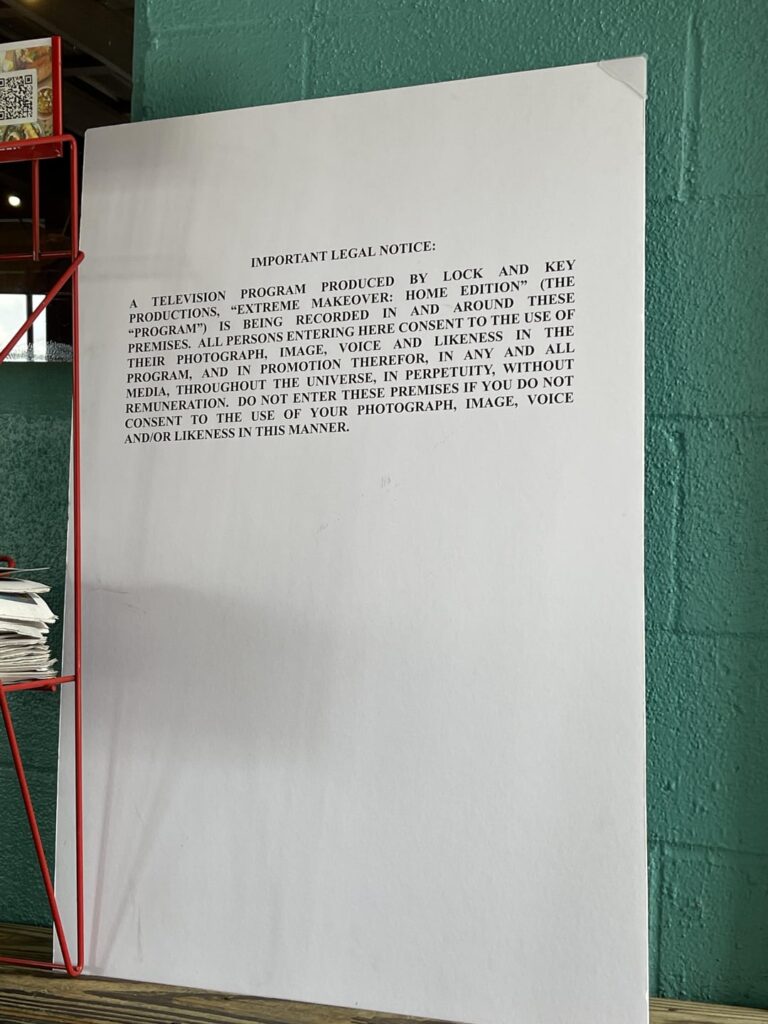 IMPORTANT LEGAL NOTICE:
A TELEVISION PROGRAM PRODUCED BY LOCK AND KEY
PRODUCTIONS, “EXTREME MAKEOVER: HOME EDITION” (THE
“PROGRAM”) IS BEING RECORDED IN AND AROUND THESE
PREMISES. ALL PERSONS ENTERING HERE CONSENT TO THE USE OF
THEIR PHOTOGRAPH, IMAGE, VOICE AND LIKENESS IN THE
PROGRAM, AND IN PROMOTION THEREFOR, IN ANY AND ALL
MEDIA, THROUGHOUT THE UNIVERSE, IN PERPETUITY, WITHOUT
REMUNERATION. DO NOT ENTER THESE PREMISES IF YOU DO NOT
CONSENT TO THE USE OF YOUR PHOTOGRAPH, IMAGE, VOICE
AND/OR LIKENESS IN THIS MANNER.